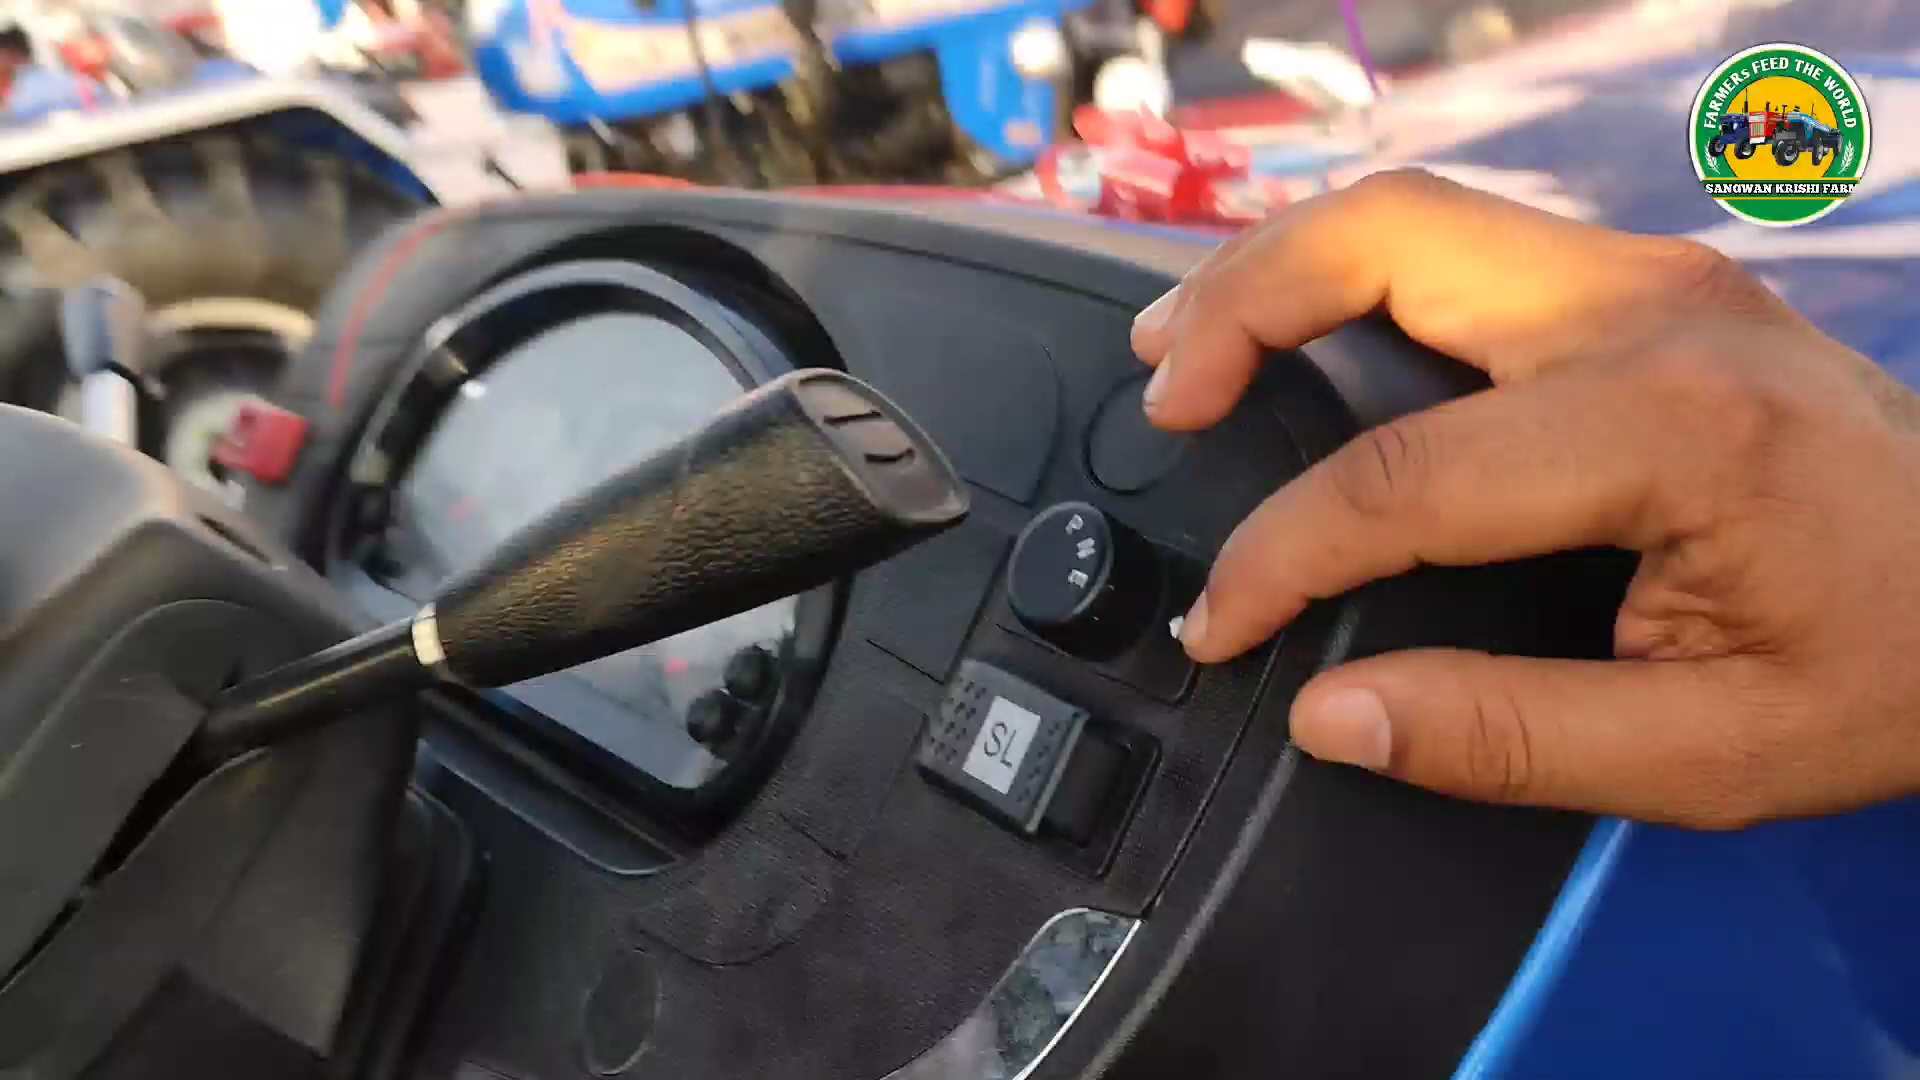 FARMERs FEED THE WORLD
SANGWAN KRISHI FARM
P
N
E
SL